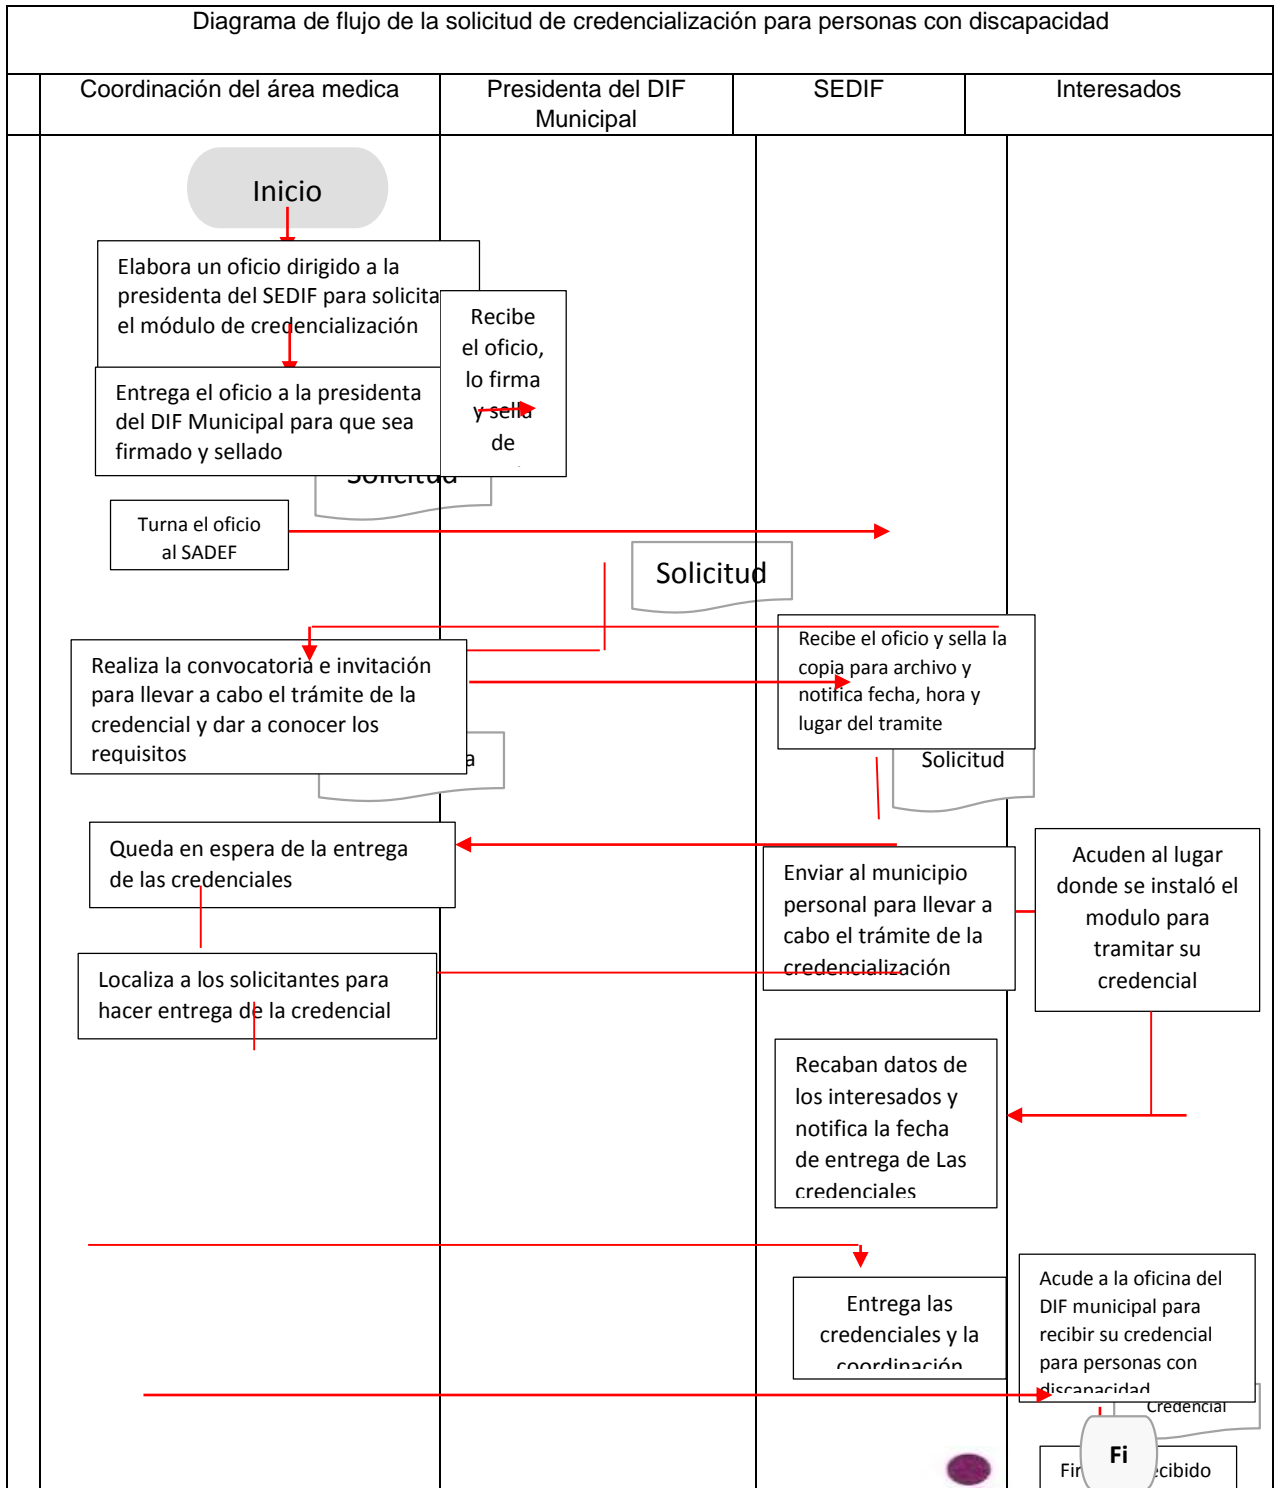 Diagrama de flujo de la solicitud de credencialización para personas con discapacidad
Coordinación del área medica
Presidenta del DIF
Municipal
SEDIF
Interesados
Inicio
Elabora un oficio dirigido a la
presidenta del SEDIF para solicita
el módulo de credencialización
Recibe
el oficio,
lo firma
y sella
de
Entrega el oficio a la presidenta
del DIF Municipal para que sea
firmado y sellado
Solicitud
Turna el oficio
al SADEF
Solicitud
Recibe el oficio y sella la
copia para archivo y
notifica fecha, hora y
lugar del tramite
Realiza la convocatoria e invitación
para llevar a cabo el trámite de la
credencial y dar a conocer los
requisitos
a
Solicitud
Queda en espera de la entrega
de las credenciales
Enviar al municipio
personal para llevar a
cabo el trámite de la
credencialización
Acuden al lugar
donde se instaló el
modulo para
tramitar su
credencial
Localiza a los solicitantes para
hacer entrega de la credencial
Recaban datos de
los interesados y
notifica la fecha
de entrega de Las
credenciales
Entrega las
credenciales y la
coordinación
Acude a la oficina del
DIF municipal para
recibir su credencial
para personas con
discapacidad
Credencial
Fi
Fir
ecibido